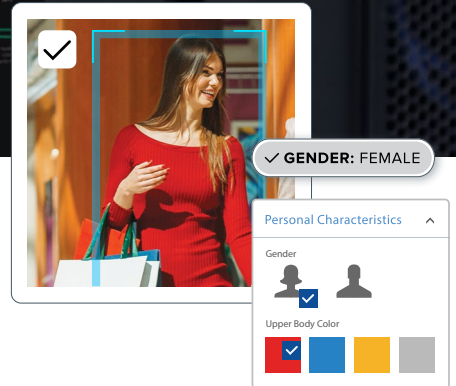 GENDER: FEMALE
Personal Characteristics
Gender
Upper Body Color